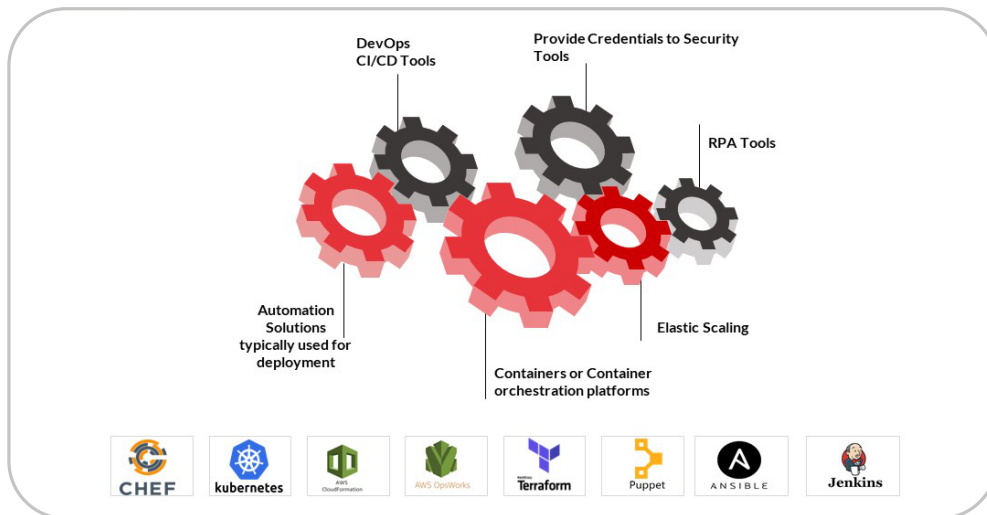 DevOps
CI/CD Tools
Provide Credentials to Security
Tools
RPA Tools
Automation
Solutions
typically used for
deployment
Elastic Scaling
Containers or Container
orchestration platforms
CHEF
kubernetes
AWS
CloudFormation
AWS OpsWorks
HashiCorp
Terraform
Puppet
A
ANSIBLE
Jenkins